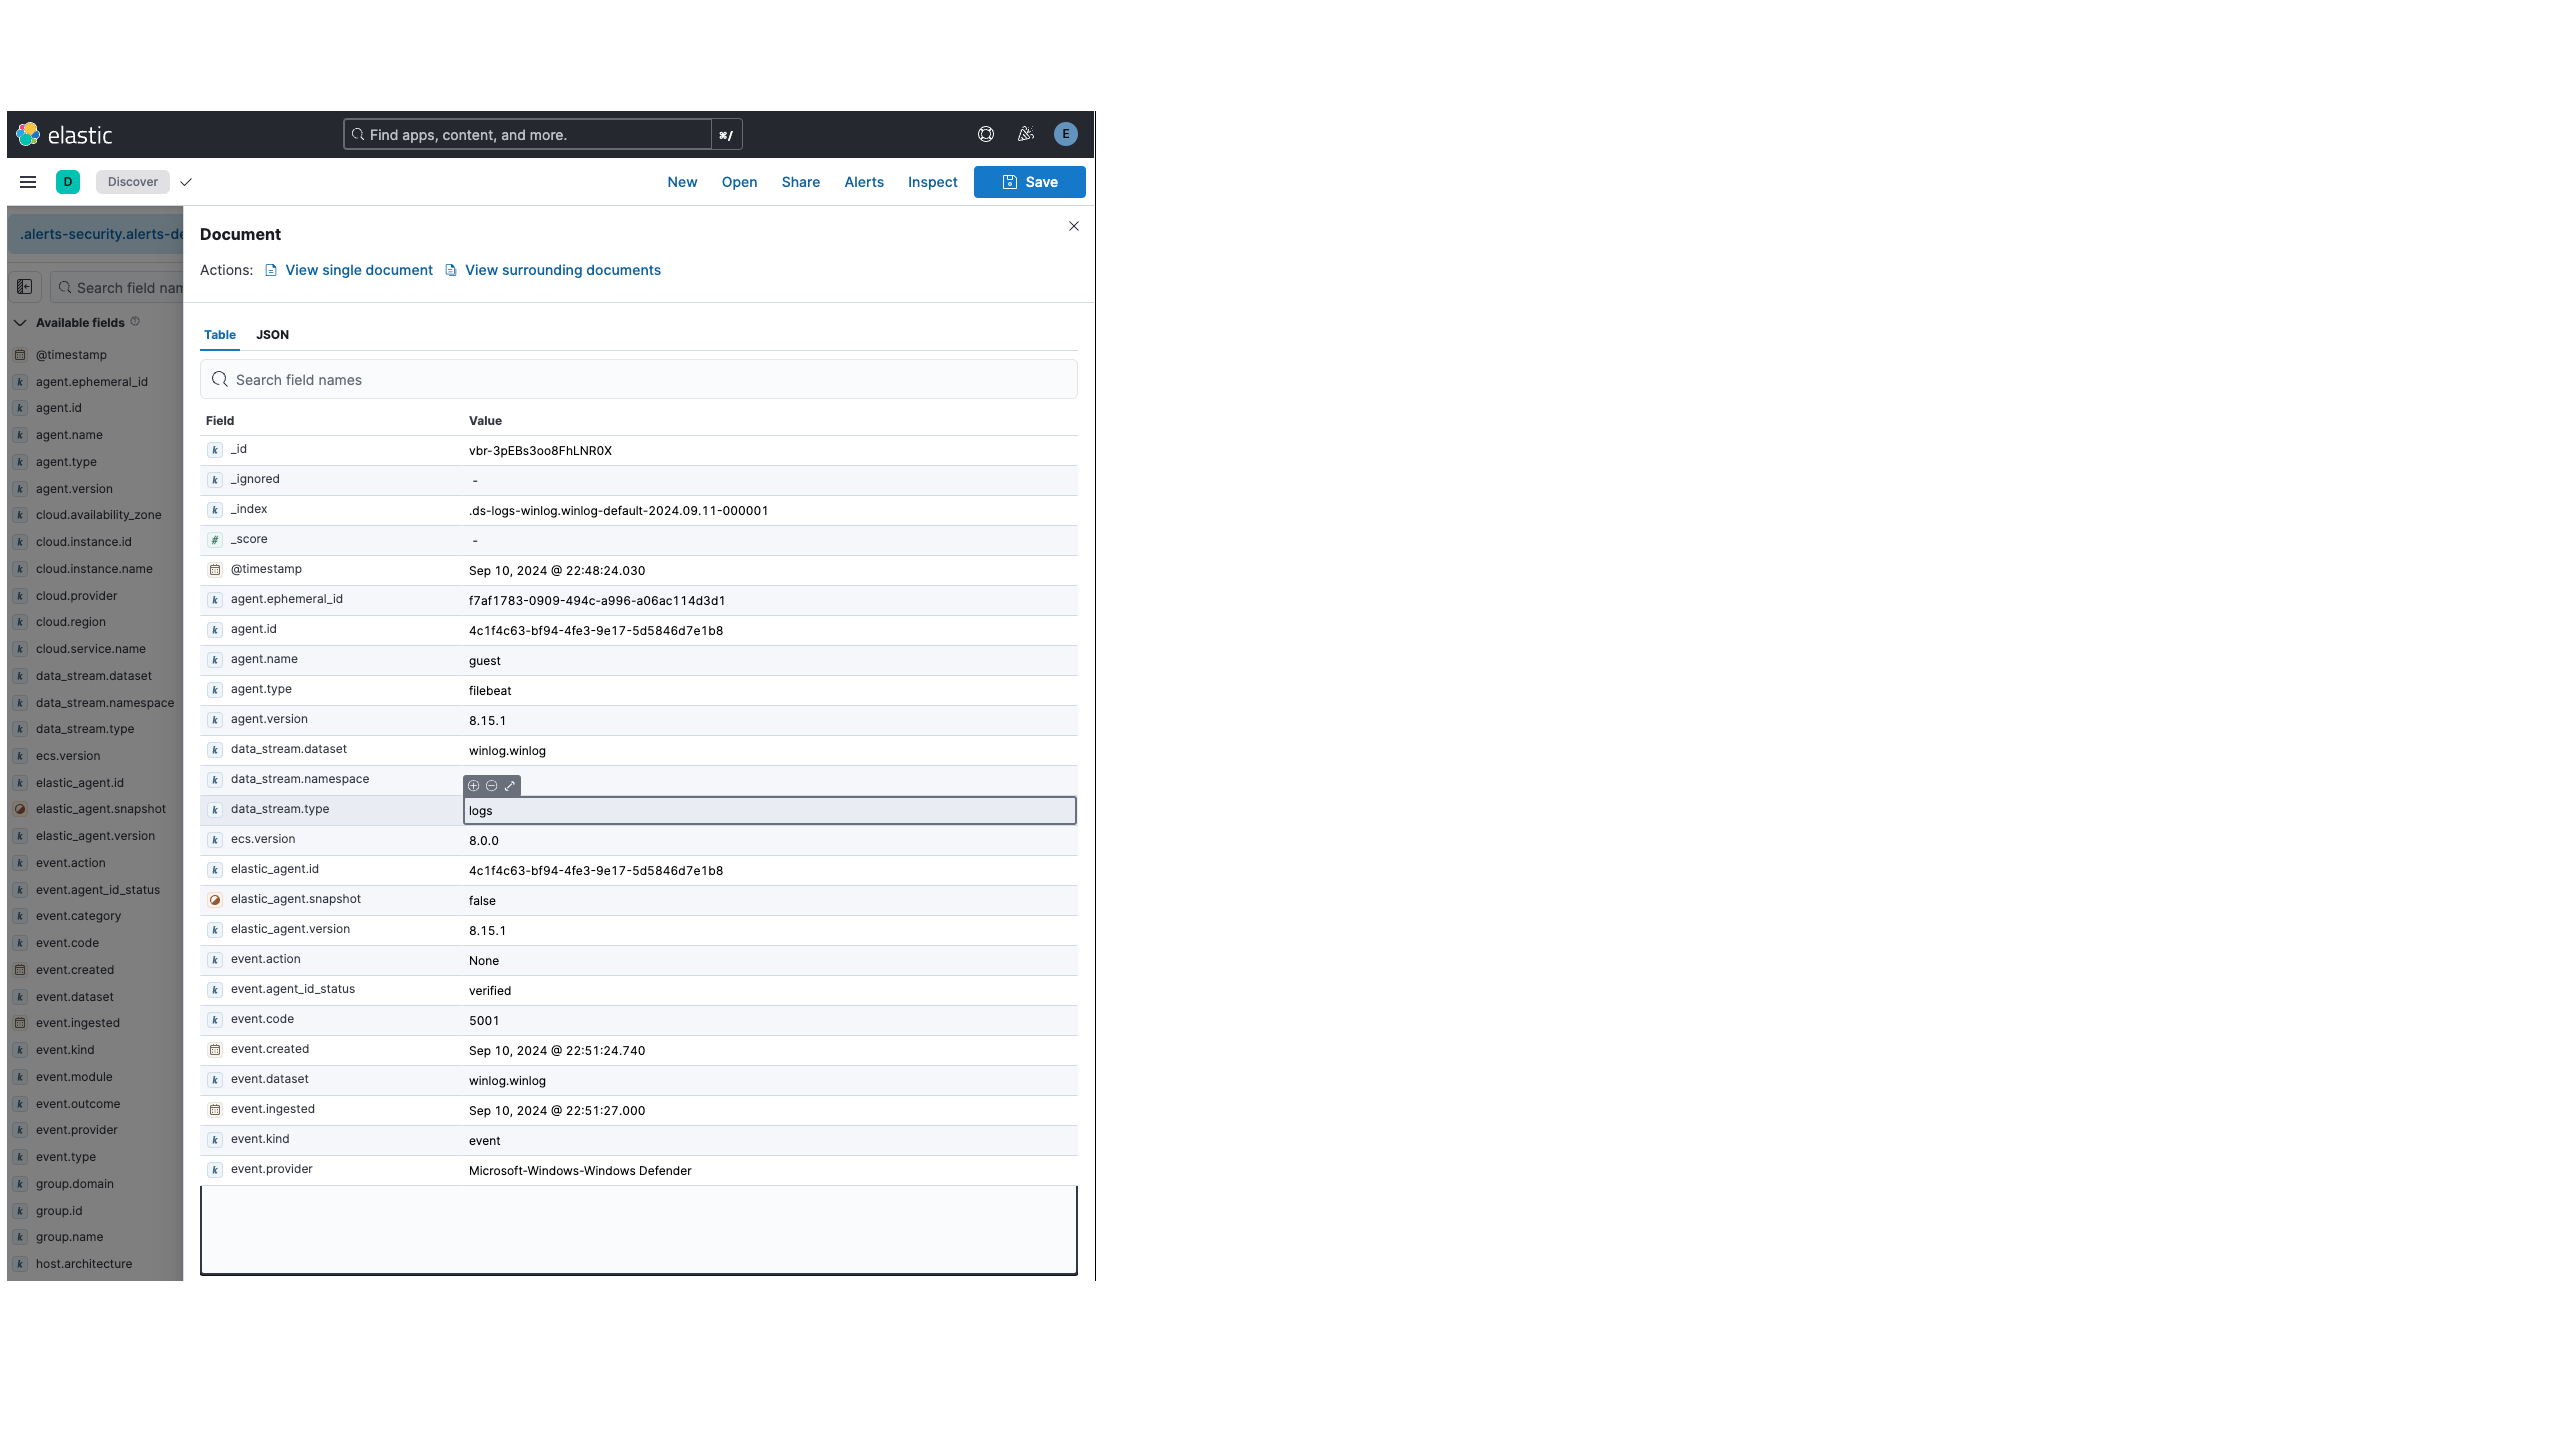 elastic
Find apps, content, and more.
⌘/
E
D
Discover
New
Open
Share
Alerts
Inspect
Save
.alerts-security.alerts-de
Search field nam
Available fields
@timestamp
agent.ephemeral_id
agent.id
agent.name
agent.type
agent.version
cloud.availability_zone
cloud.instance.id
cloud.instance.name
cloud.provider
cloud.region
cloud.service.name
data_stream.dataset
data_stream.namespace
data_stream.type
ecs.version
elastic_agent.id
elastic_agent.snapshot
elastic_agent.version
event.action
event.agent_id_status
event.category
event.code
event.created
event.dataset
event.ingested
event.kind
event.module
event.outcome
event.provider
event.type
group.domain
group.id
group.name
host.architecture
Document
Actions: View single document View surrounding documents
Table JSON
Search field names
Field Value
_id vbr-3pEBs3oo8FhLNR0X
_ignored -
_index .ds-logs-winlog.winlog-default-2024.09.11-000001
_score -
@timestamp Sep 10, 2024 @ 22:48:24.030
agent.ephemeral_id f7af1783-0909-494c-a996-a06ac114d3d1
agent.id 4c1f4c63-bf94-4fe3-9e17-5d5846d7e1b8
agent.name guest
agent.type filebeat
agent.version 8.15.1
data_stream.dataset winlog.winlog
data_stream.namespace
data_stream.type logs
ecs.version 8.0.0
elastic_agent.id 4c1f4c63-bf94-4fe3-9e17-5d5846d7e1b8
elastic_agent.snapshot false
elastic_agent.version 8.15.1
event.action None
event.agent_id_status verified
event.code 5001
event.created Sep 10, 2024 @ 22:51:24.740
event.dataset winlog.winlog
event.ingested Sep 10, 2024 @ 22:51:27.000
event.kind event
event.provider Microsoft-Windows-Windows Defender